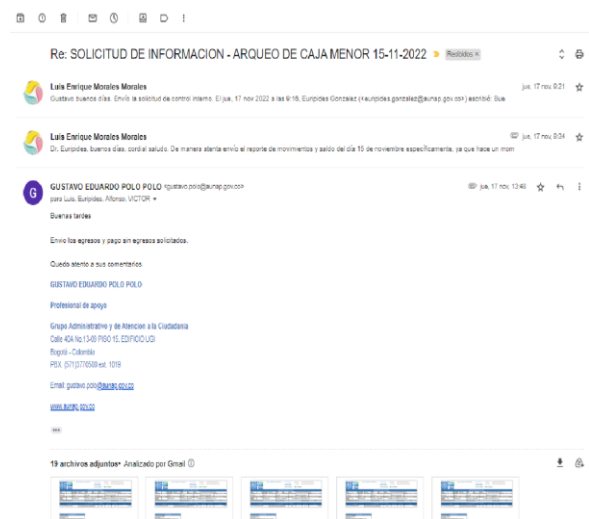 Re: SOLICITUD DE INFORMACION - ARQUEO DE CAJA MENOR 15-11-2022
Recibidos ×
Luis Enrique Morales Morales
jue, 17 nov, 9:21
Gustavo buenos días. Envío la solicitud de control interno. El jue, 17 nov 2022 a las 9:18, Euripides Gonzalez (<euripides.gonzalez@aunap.gov.co>) escribió: Bue
Luis Enrique Morales Morales
jue, 17 nov, 9:34
Dr. Euripides, buenos días, cordial saludo. De manera atenta envío el reporte de movimientos y saldo del día 15 de noviembre específicamente, ya que hace un mom
G
GUSTAVO EDUARDO POLO POLO <gustavo.polo@aunap.gov.co>
jue, 17 nov, 13:48
para Luis, Euripides, Alfonso, VICTOR
Buenas tardes
Envio los egresos y pago sin egresos solicitados.
Quedo atento a sus comentarios
GUSTAVO EDUARDO POLO POLO
Profesional de apoyo
Grupo Administrativo y de Atencion a la Ciudadania
Calle 40A No 13-09 PISO 15, EDIFICIO UGI
Bogotá - Colombia
PBX: (571)3770500 ext. 1019
Email: gustavo.polo@aunap.gov.co
www.aunap.gov.co
19 archivos adjuntos • Analizado por Gmail